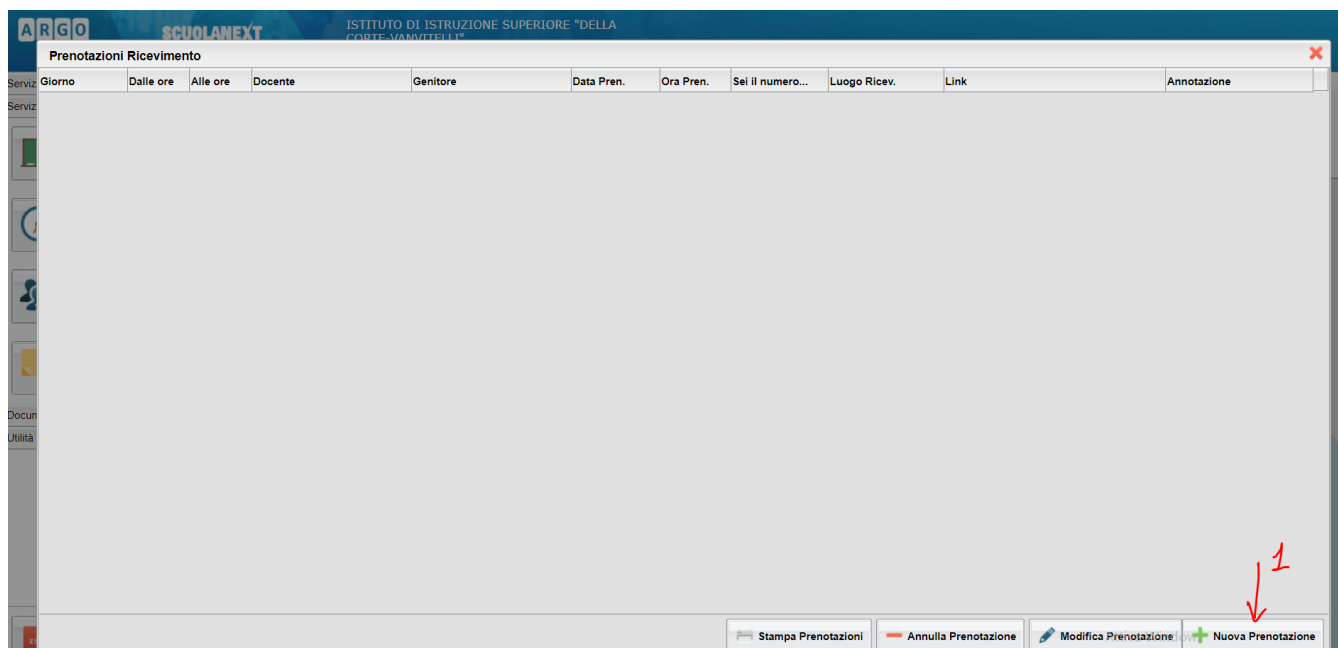 ARGO SCUOLANEXT ISTITUTO DI ISTRUZIONE SUPERIORE "DELLA
CORTE-VANVITELLI"
Prenotazioni Ricevimento
Serviz
Giorno Dalle ore Alle ore Docente Genitore Data Pren. Ora Pren. Sei il numero... Luogo Ricev. Link Annotazione
Serviz
Docum
Utilità
1
Stampa Prenotazioni Annulla Prenotazione Modifica Prenotazione Nuova Prenotazione